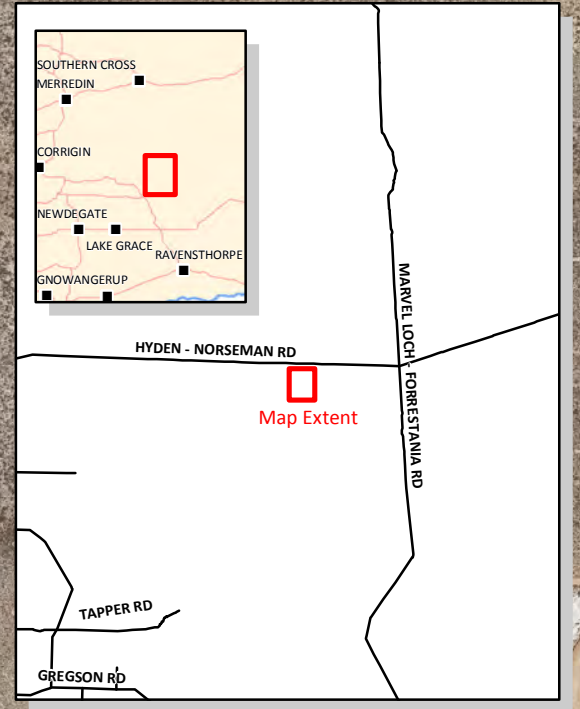 SOUTHERN CROSS
MERREDIN
CORRIGIN
NEWDEGATE
LAKE GRACE
RAVENSTHORPE
GNOWANGERUP
HYDEN - NORSEMAN RD
MARVEL LOCH - FORRESTANIA RD
Map Extent
TAPPER RD
GREGSON RD